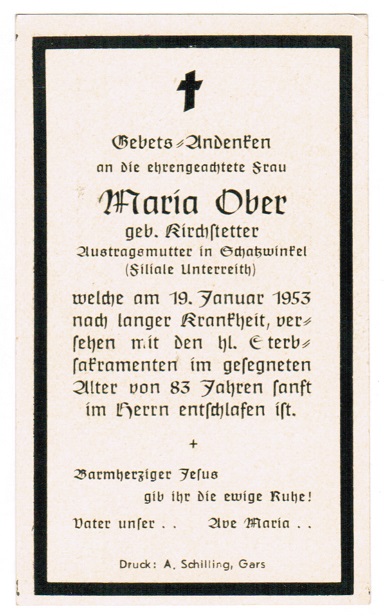 Gebets-Andenken
an die ehrengeachtete Frau
Maria Ober
geb. Kirchstetter
Austragsmutter in Schatzwinkel
(Filiale Unterreith)
welche am 19. Januar 1953
nach langer Krankheit, ver-
sehen mit den hl. Sterb-
sakramenten im gesegneten
Alter von 83 Jahren sanft
im Herrn entschlafen ist.
+
Barmherziger Jesus
gib ihr die ewige Ruhe!
Vater unser . . Ave Maria . .
Druck: A. Schilling, Gars